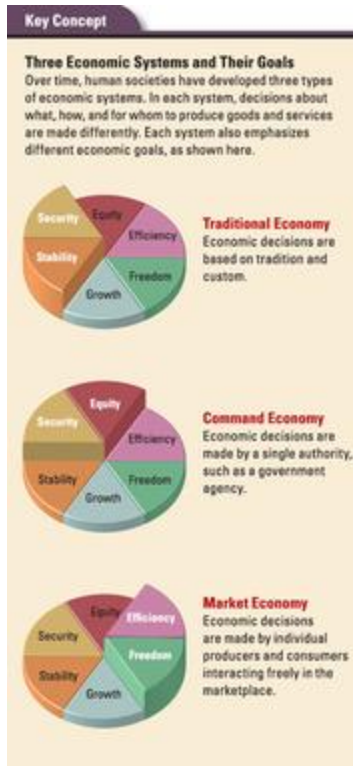 Key Concept
Three Economic Systems and Their Goals
Over time, human societies have developed three types
of economic systems. In each system, decisions about
what, how, and for whom to produce goods and services
are made differently. Each system also emphasizes
different economic goals, as shown here.
Security
Equity
Efficiency
Stability
Freedom
Growth
Traditional Economy
Economic decisions are
based on tradition and
custom.
Equity
Security
Efficiency
Stability
Freedom
Growth
Command Economy
Economic decisions are
made by a single authority,
such as a government
agency.
Equity
Efficiency
Security
Freedom
Stability
Growth
Market Economy
Economic decisions
are made by individual
producers and consumers
interacting freely in the
marketplace.